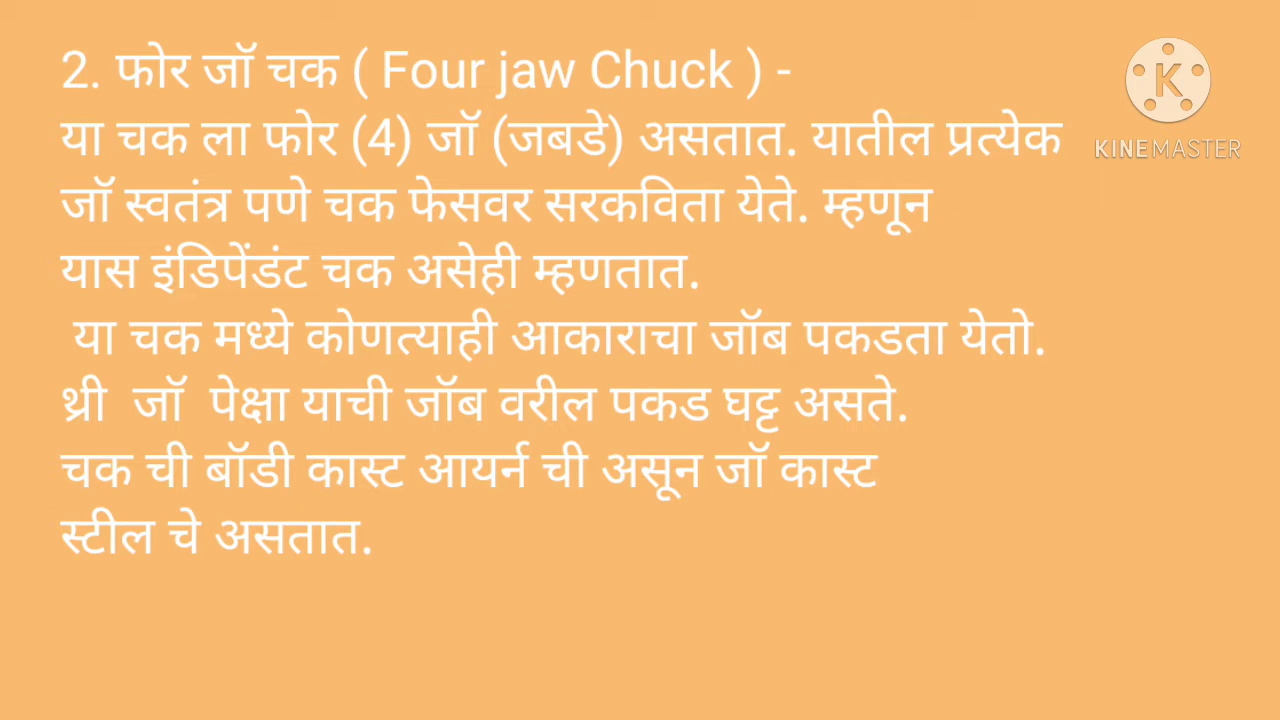 2. फोर जॉ चक ( Four jaw Chuck ) -
या चक ला फोर (4) जॉ (जबडे) असतात. यातील प्रत्येक
जॉ स्वतंत्र पणे चक फेसवर सरकविता येते. म्हणून
यास इंडिपेंडंट चक असेही म्हणतात.
या चक मध्ये कोणत्याही आकाराचा जॉब पकडता येतो.
थ्री जॉ पेक्षा याची जॉब वरील पकड घट्ट असते.
चक ची बॉडी कास्ट आयर्न ची असून जॉ कास्ट
स्टील चे असतात.
K
KINEMASTER